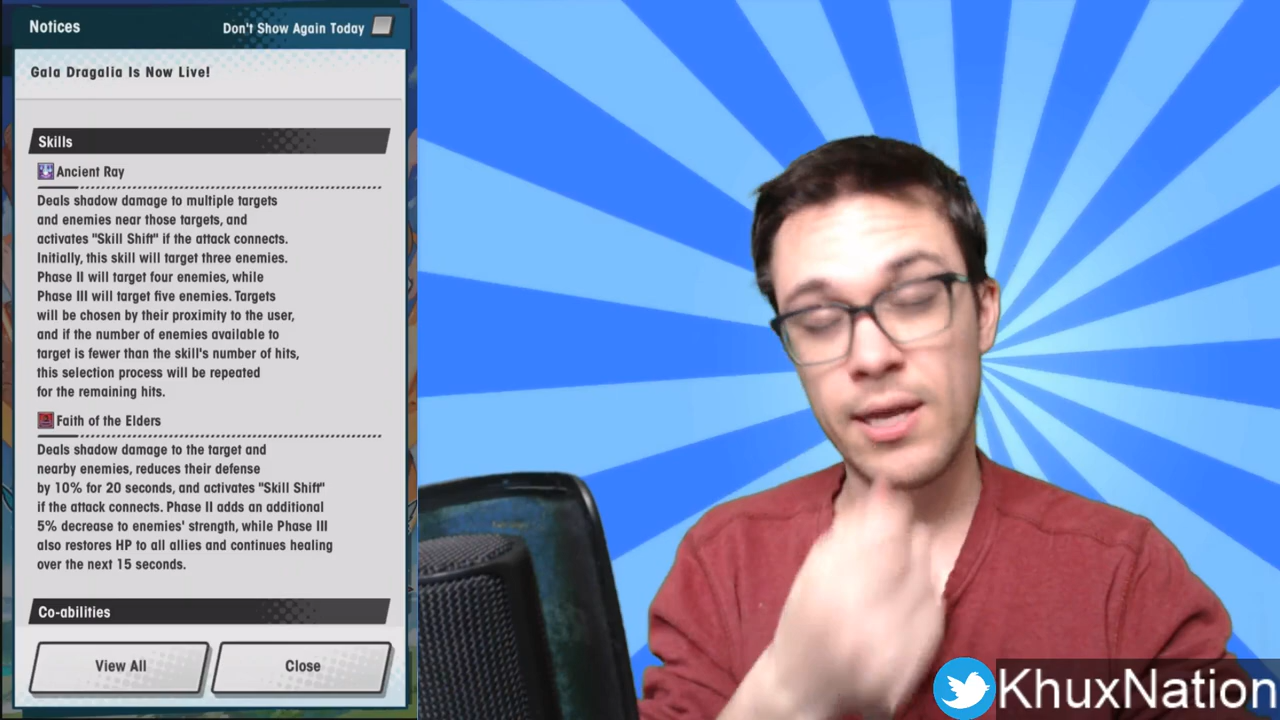 Notices
Don't Show Again Today
Gala Dragalia Is Now Live!
Skills
Ancient Ray
Deals shadow damage to multiple targets
and enemies near those targets, and
activates "Skill Shift" if the attack connects.
Initially, this skill will target three enemies.
Phase II will target four enemies, while
Phase III will target five enemies. Targets
will be chosen by their proximity to the user,
and if the number of enemies available to
target is fewer than the skill's number of hits,
this selection process will be repeated
for the remaining hits.
Faith of the Elders
Deals shadow damage to the target and
nearby enemies, reduces their defense
by 10% for 20 seconds, and activates "Skill Shift"
if the attack connects. Phase II adds an additional
5% decrease to enemies' strength, while Phase III
also restores HP to all allies and continues healing
over the next 15 seconds.
Co-abilities
View All
Close
KhuxNation